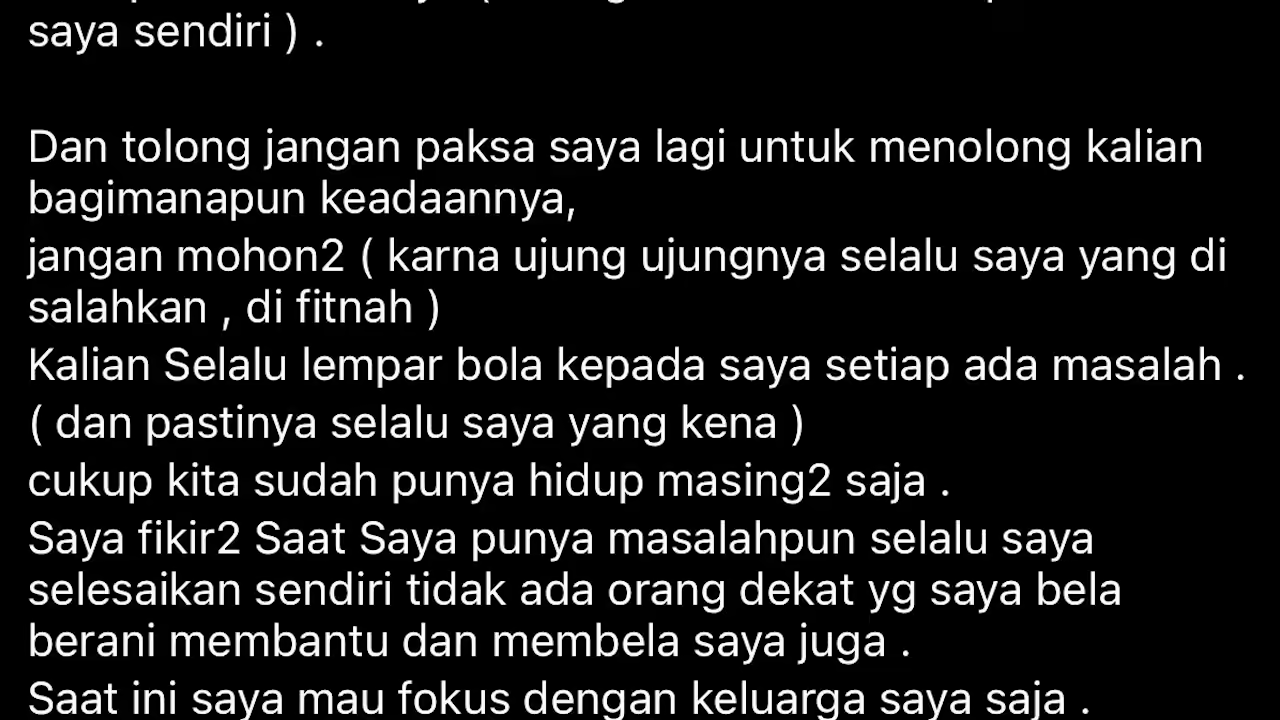 saya sendiri ) .
Dan tolong jangan paksa saya lagi untuk menolong kalian
bagimanapun keadaannya,
jangan mohon2 ( karna ujung ujungnya selalu saya yang di
salahkan , di fitnah )
Kalian Selalu lempar bola kepada saya setiap ada masalah .
( dan pastinya selalu saya yang kena )
cukup kita sudah punya hidup masing2 saja .
Saya fikir2 Saat Saya punya masalahpun selalu saya
selesaikan sendiri tidak ada orang dekat yg saya bela
berani membantu dan membela saya juga .
Saat ini saya mau fokus dengan keluarga saya saja .